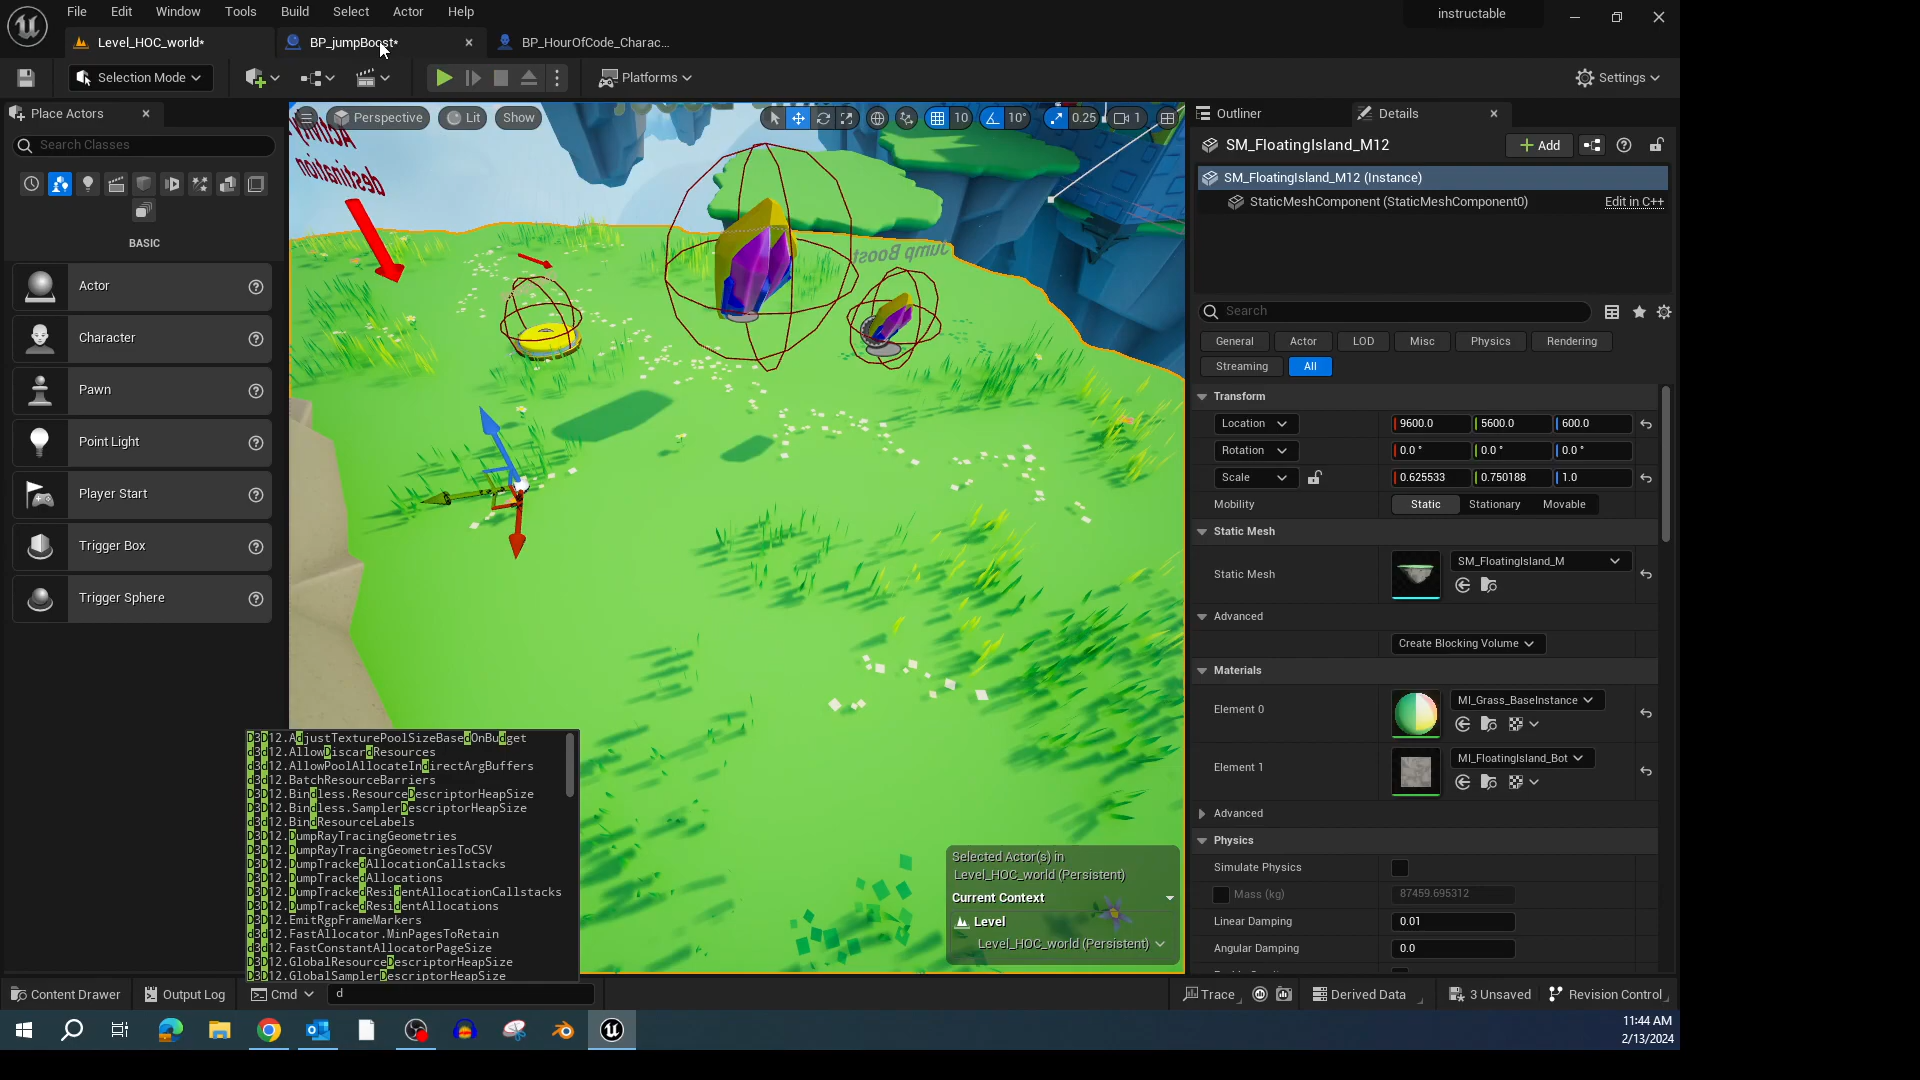 File Edit Window Tools Build Select Actor Help
instructable
Level_HOC_world*
BP_jumpBoost*
BP_HourOfCode_Charac...
Selection Mode
Platforms
Settings
Place Actors
Search Classes
BASIC
Actor
Character
Pawn
Point Light
Player Start
Trigger Box
Trigger Sphere
Perspective
Lit
Show
10
10°
0.25
1
destination
Jump Boost
Outliner
Details
SM_FloatingIsland_M12
Add
SM_FloatingIsland_M12 (Instance)
StaticMeshComponent (StaticMeshComponent0)
Edit in C++
Search
General
Actor
LOD
Misc
Physics
Rendering
Streaming
All
Transform
Location 9600.0 5600.0 600.0
Rotation 0.0 ° 0.0 ° 0.0 °
Scale 0.625533 0.750188 1.0
Mobility Static Stationary Movable
Static Mesh
Static Mesh SM_FloatingIsland_M
Advanced
Create Blocking Volume
Materials
Element 0 MI_Grass_BaseInstance
Element 1 MI_FloatingIsland_Bot
Advanced
Physics
Simulate Physics
Mass (kg) 87459.695312
Linear Damping 0.01
Angular Damping 0.0
D3D12.AdjustTexturePoolSizeBasedOnBudget
d3d12.AllowDiscardResources
d3d12.AllowPoolAllocateIndirectArgBuffers
d3d12.BatchResourceBarriers
D3D12.Bindless.ResourceDescriptorHeapSize
D3D12.Bindless.SamplerDescriptorHeapSize
d3d12.BindResourceLabels
D3D12.DumpRayTracingGeometries
D3D12.DumpRayTracingGeometriesToCSV
D3D12.DumpTrackedAllocationCallstacks
D3D12.DumpTrackedAllocations
D3D12.DumpTrackedResidentAllocationCallstacks
D3D12.DumpTrackedResidentAllocations
D3D12.EmitRgpFrameMarkers
D3D12.FastAllocator.MinPagesToRetain
D3D12.FastConstantAllocatorPageSize
D3D12.GlobalResourceDescriptorHeapSize
D3D12.GlobalSamplerDescriptorHeapSize
Selected Actor(s) in
Level_HOC_world (Persistent)
Current Context
Level
Level_HOC_world (Persistent)
Content Drawer
Output Log
Cmd
d
Trace
Derived Data
3 Unsaved
Revision Control
11:44 AM
2/13/2024